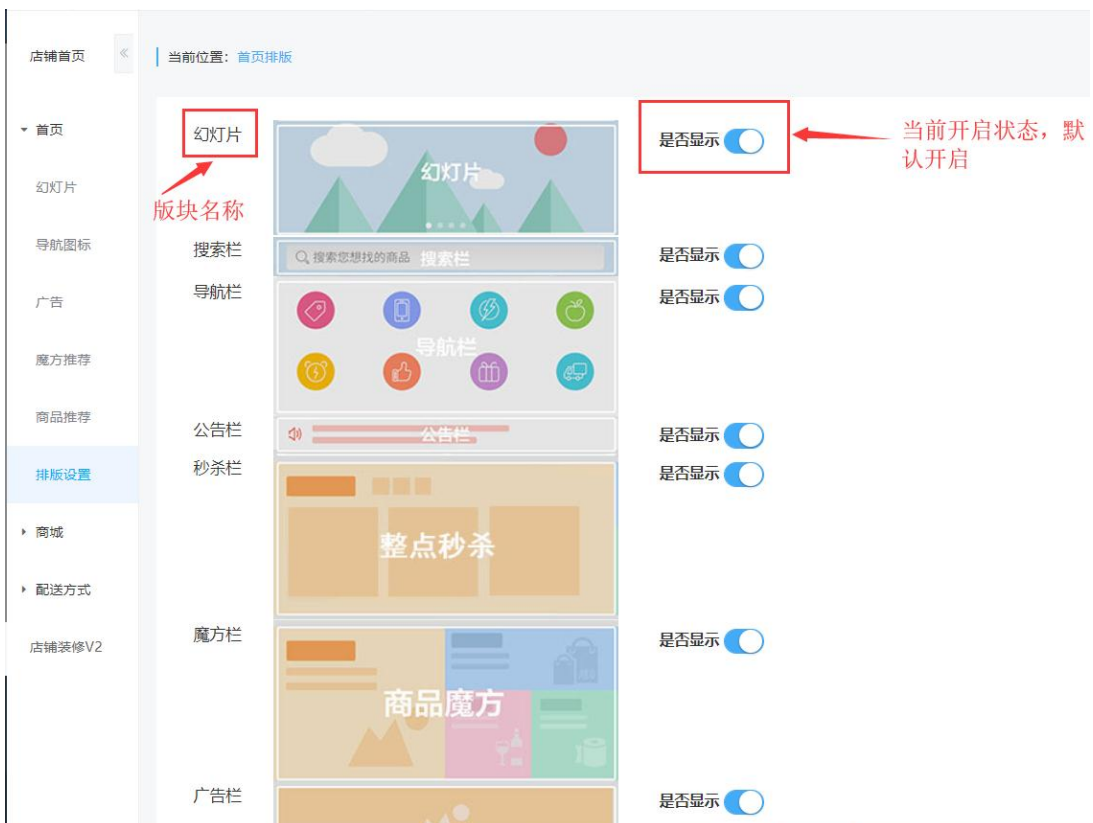 店铺首页
«
当前位置：首页排版
首页
幻灯片
导航图标
广告
魔方推荐
商品推荐
排版设置
商城
配送方式
店铺装修V2
幻灯片
幻灯片
是否显示
当前开启状态，默
认开启
版块名称
搜索栏
搜索您想找的商品
搜索栏
是否显示
导航栏
导航栏
是否显示
公告栏
公告栏
是否显示
秒杀栏
整点秒杀
是否显示
魔方栏
商品魔方
是否显示
广告栏
是否显示